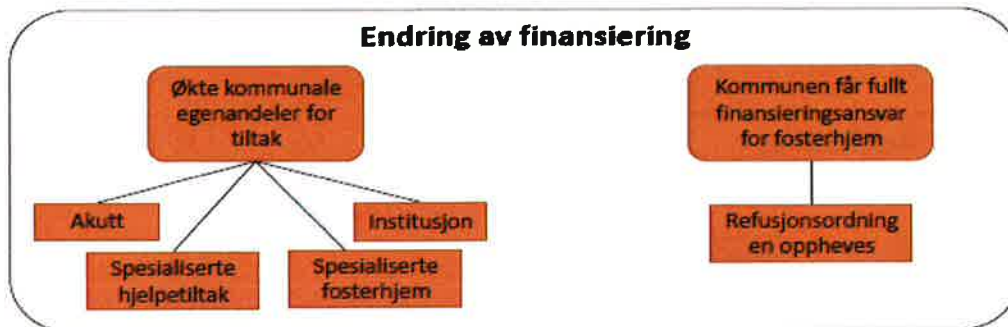 Endring av finansiering
Økte kommunale
egenandeler for
tiltak
Kommunen får fullt
finansieringsansvar
for fosterhjem
Akutt
Institusjon
Spesialiserte
hjelpetiltak
Spesialiserte
fosterhjem
Refusjonsordning
en oppheves